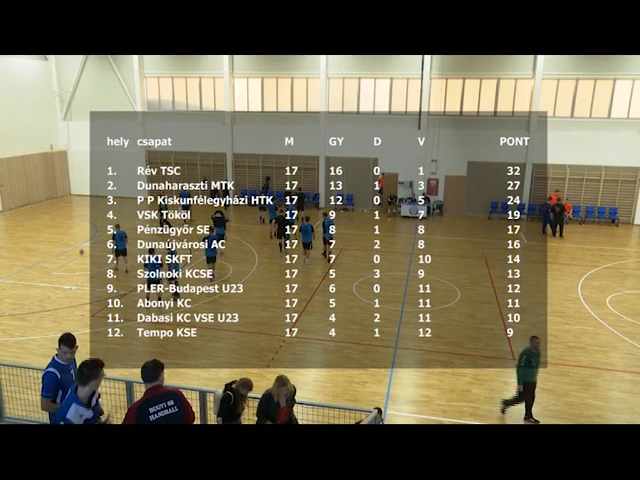 hely csapat M GY D V PONT
1. Rév TSC 17 16 0 1 32
2. Dunaharaszti MTK 17 13 1 3 27
3. P P Kiskunfélegyházi HTK 17 12 0 5 24
4. VSK Tököl 17 9 1 7 19
5. Pénzügyőr SE 17 8 1 8 17
6. Dunaújvárosi AC 17 7 2 8 16
7. KIKI SKFT 17 7 0 10 14
8. Szolnoki KCSE 17 5 3 9 13
9. PLER-Budapest U23 17 6 0 11 12
10. Abonyi KC 17 5 1 11 11
11. Dabasi KC VSE U23 17 4 2 11 10
12. Tempo KSE 17 4 1 12 9
BUGYI SE
HANDBALL